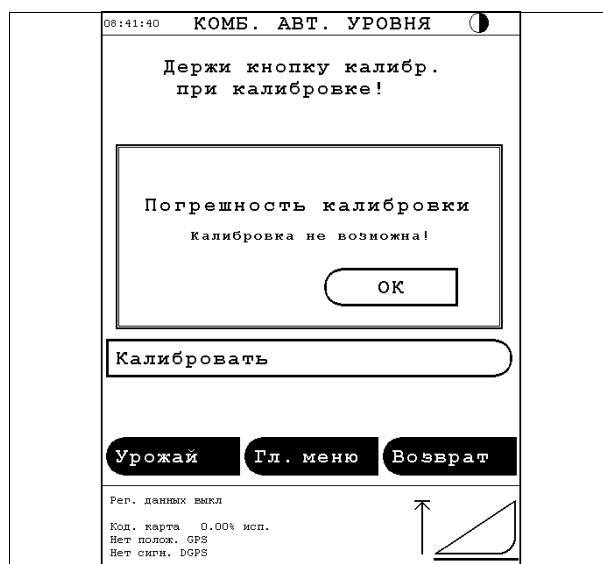 08:41:40 КОМБ. АВТ. УРОВНЯ
Держи кнопку калибр.
при калибровке!
Погрешность калибровки
Калибровка не возможна!
ОК
Калибровать
Урожай Гл. меню Возврат
Рег. данных выкл
Код. карта 0.00% исп.
Нет полож. GPS
Нет сигн. DGPS